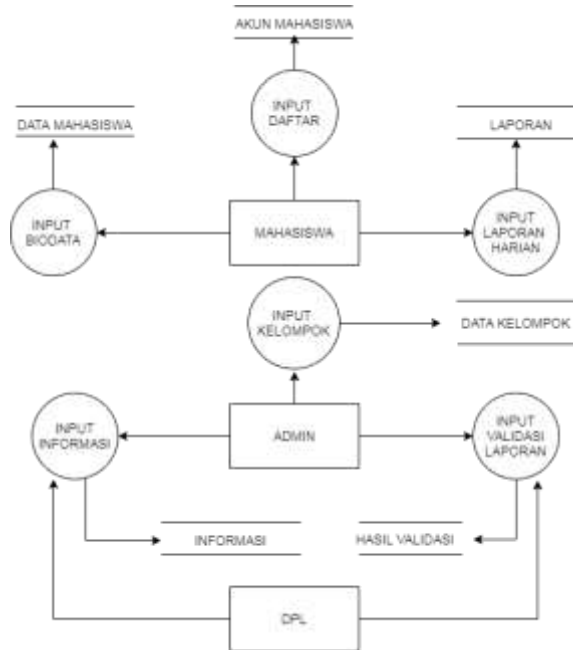 AKUN MAHASISWA
INPUT
DAFTAR
DATA MAHASISWA
LAPORAN
INPUT
BIODATA
MAHASISWA
INPUT
LAPORAN
HARIAN
INPUT
KELOMPOK
DATA KELOMPOK
INPUT
INFORMASI
ADMIN
INPUT
VALIDASI
LAPORAN
INFORMASI
HASIL VALIDASI
DPL